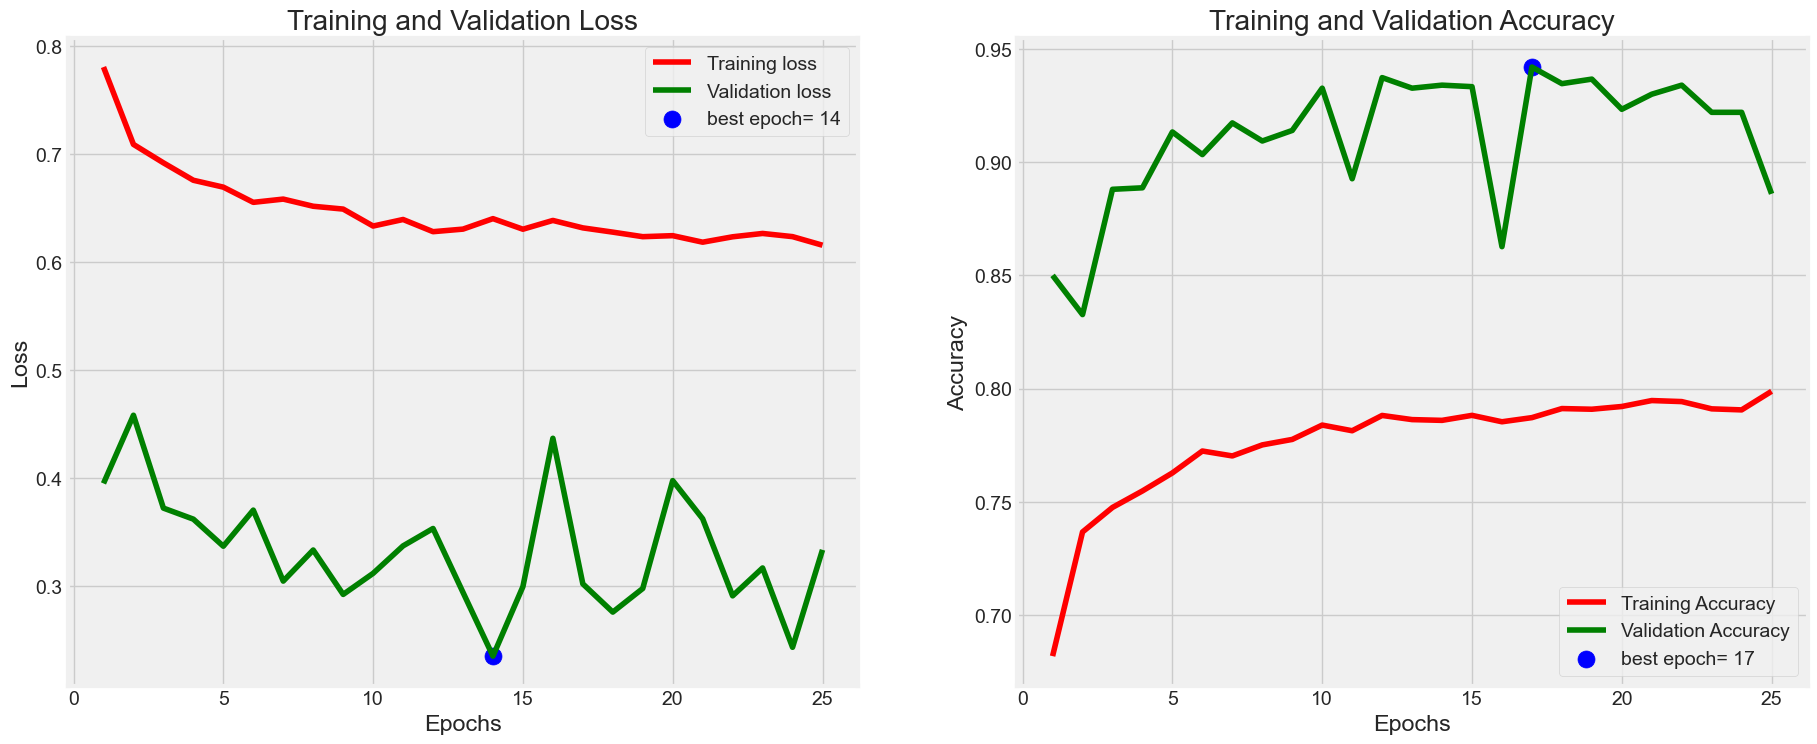 Training and Validation Loss
0.8
0.7
0.6
0.5
0.4
0.3
Loss
Training loss
Validation loss
best epoch= 14
0
5
10
15
20
25
Epochs
Training and Validation Accuracy
0.95
0.90
0.85
0.80
0.75
0.70
Accuracy
Training Accuracy
Validation Accuracy
best epoch= 17
0
5
10
15
20
25
Epochs